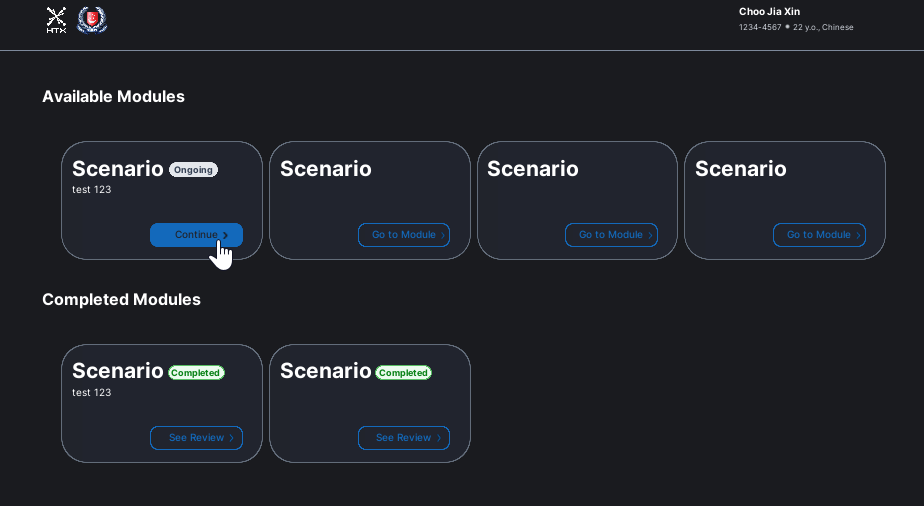 HTX
Choo Jia Xin
1234-4567 • 22 y.o., Chinese
Available Modules
Scenario Ongoing
test 123
Continue
Scenario
Go to Module
Scenario
Go to Module
Scenario
Go to Module
Completed Modules
Scenario Completed
test 123
See Review
Scenario Completed
See Review